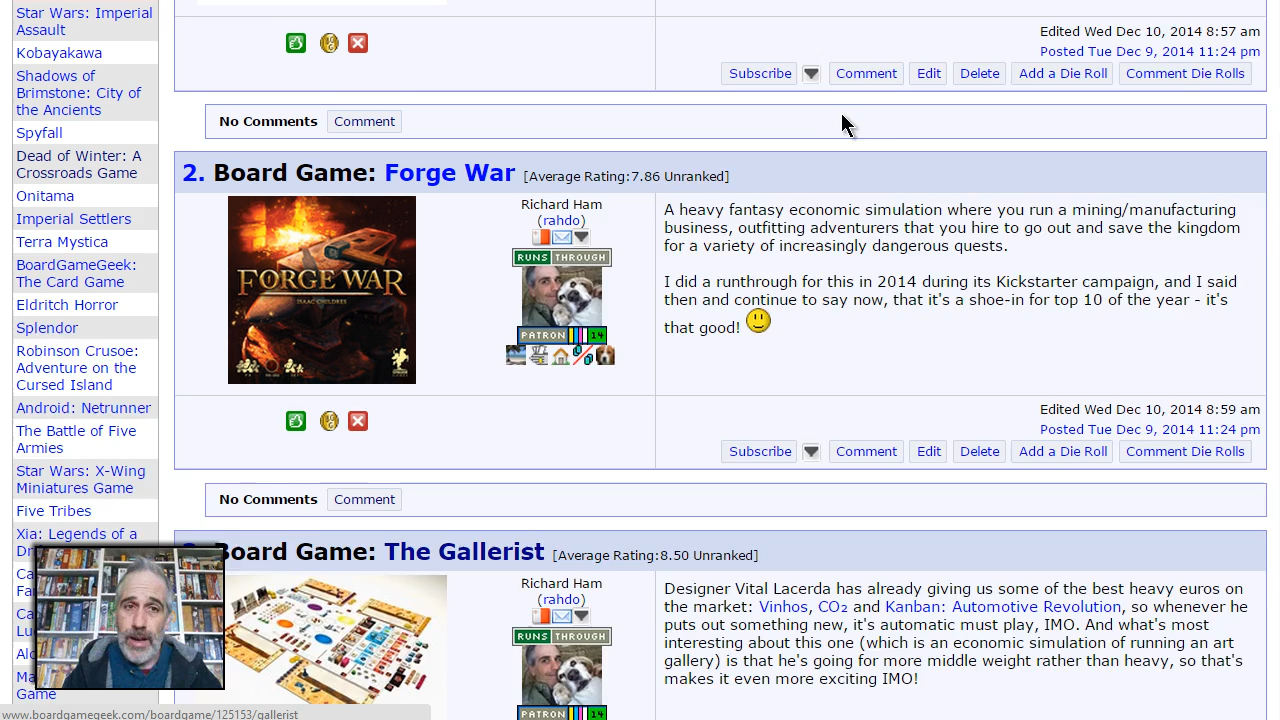 Star Wars: Imperial
Assault
Kobayakawa
Shadows of
Brimstone: City of
the Ancients
Spyfall
Dead of Winter: A
Crossroads Game
Onitama
Imperial Settlers
Terra Mystica
BoardGameGeek:
The Card Game
Eldritch Horror
Splendor
Robinson Crusoe:
Adventure on the
Cursed Island
Android: Netrunner
The Battle of Five
Armies
Star Wars: X-Wing
Miniatures Game
Five Tribes
Xia: Legends of a
Game
Edited Wed Dec 10, 2014 8:57 am
Posted Tue Dec 9, 2014 11:24 pm
Subscribe Comment Edit Delete Add a Die Roll Comment Die Rolls
No Comments Comment
2. Board Game: Forge War [Average Rating:7.86 Unranked]
FORGE WAR
ISAAC CHILDRES
Richard Ham
(rahdo)
RUNS THROUGH
PATRON 14
A heavy fantasy economic simulation where you run a mining/manufacturing
business, outfitting adventurers that you hire to go out and save the kingdom
for a variety of increasingly dangerous quests.
I did a runthrough for this in 2014 during its Kickstarter campaign, and I said
then and continue to say now, that it's a shoe-in for top 10 of the year - it's
that good!
Edited Wed Dec 10, 2014 8:59 am
Posted Tue Dec 9, 2014 11:24 pm
Subscribe Comment Edit Delete Add a Die Roll Comment Die Rolls
No Comments Comment
Board Game: The Gallerist [Average Rating:8.50 Unranked]
Richard Ham
(rahdo)
RUNS THROUGH
PATRON 14
Designer Vital Lacerda has already giving us some of the best heavy euros on
the market: Vinhos, CO₂ and Kanban: Automotive Revolution, so whenever he
puts out something new, it's automatic must play, IMO. And what's most
interesting about this one (which is an economic simulation of running an art
gallery) is that he's going for more middle weight rather than heavy, so that's
makes it even more exciting IMO!
www.boardgamegeek.com/boardgame/125153/gallerist